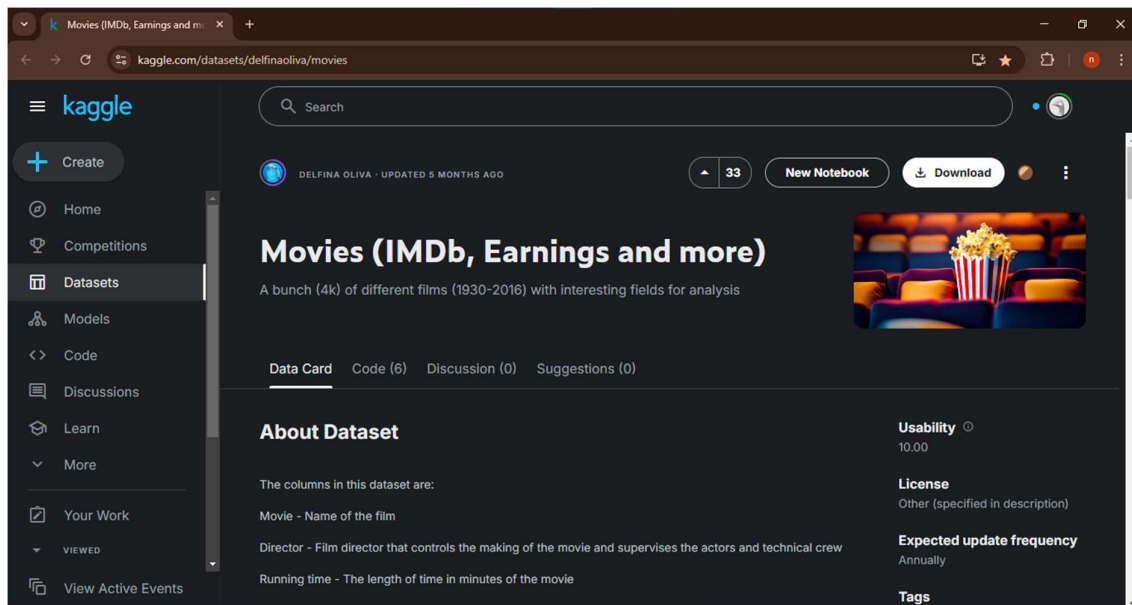 Movies (IMDb, Earnings and mo
kaggle.com/datasets/delfinaoliva/movies
n
kaggle
Search
Create
Home
Competitions
Datasets
Models
Code
Discussions
Learn
More
Your Work
VIEWED
View Active Events
DELFINA OLIVA · UPDATED 5 MONTHS AGO
33
New Notebook
Download
Movies (IMDb, Earnings and more)
A bunch (4k) of different films (1930-2016) with interesting fields for analysis
Data Card Code (6) Discussion (0) Suggestions (0)
About Dataset
The columns in this dataset are:
Movie - Name of the film
Director - Film director that controls the making of the movie and supervises the actors and technical crew
Running time - The length of time in minutes of the movie
Usability
10.00
License
Other (specified in description)
Expected update frequency
Annually
Tags